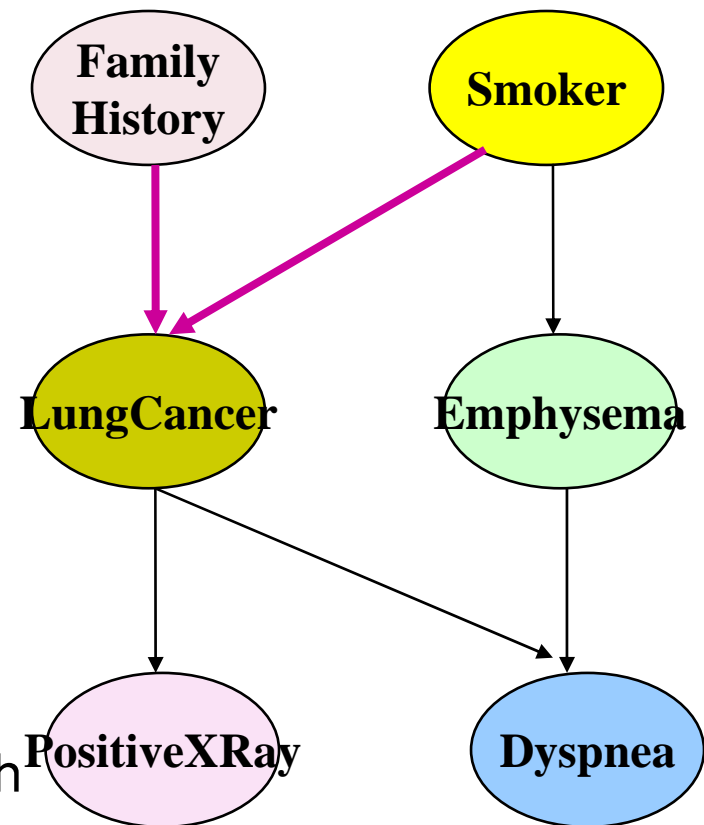 Family
History
Smoker
LungCancer
Emphysema
h
PositiveXRay
Dyspnea